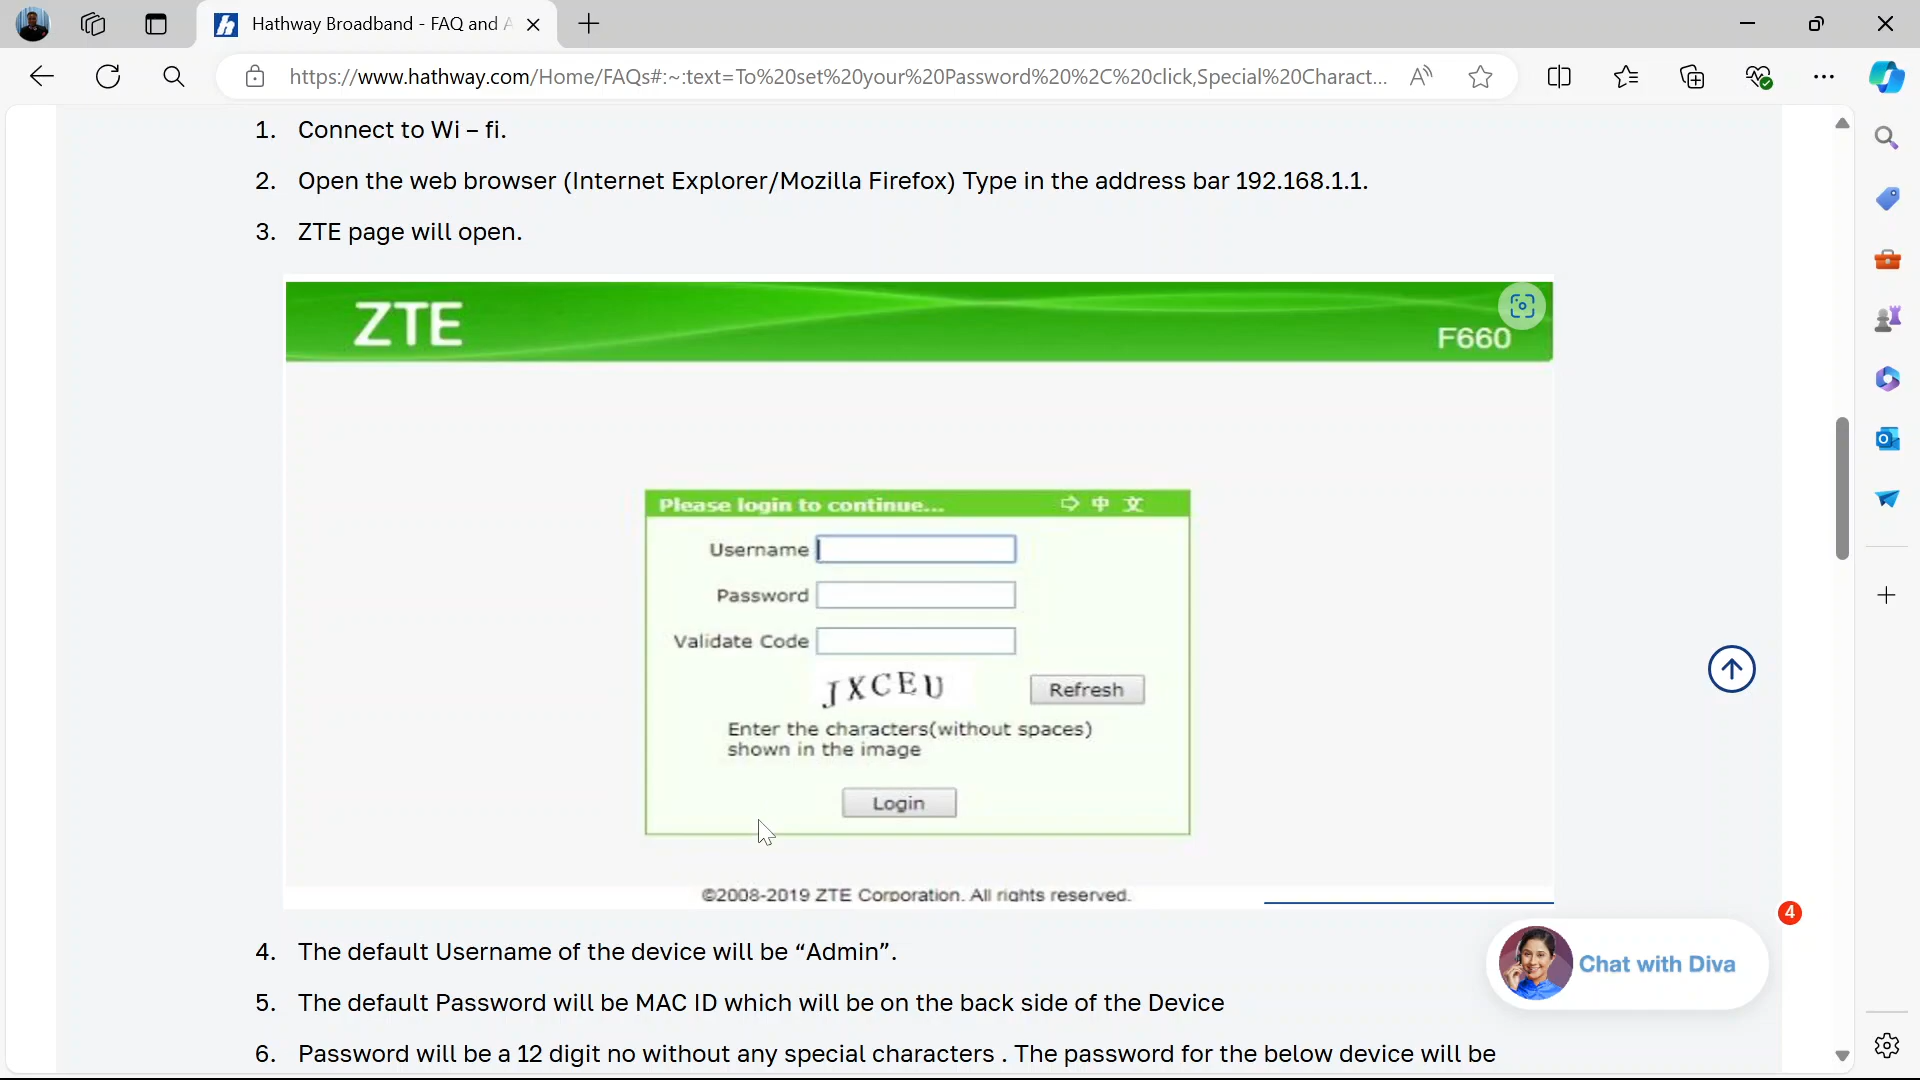 Hathway Broadband - FAQ and A
https://www.hathway.com/Home/FAQs#:~:text=To%20set%20your%20Password%20%2C%20click,Special%20Charact...
1. Connect to Wi – fi.
2. Open the web browser (Internet Explorer/Mozilla Firefox) Type in the address bar 192.168.1.1.
3. ZTE page will open.
ZTE
F660
Please login to continue... ⇨ 中 文
Username
Password
Validate Code
JXCEU
Refresh
Enter the characters(without spaces)
shown in the image
Login
©2008-2019 ZTE Corporation. All rights reserved.
4. The default Username of the device will be “Admin”.
5. The default Password will be MAC ID which will be on the back side of the Device
6. Password will be a 12 digit no without any special characters . The password for the below device will be
4
Chat with Diva